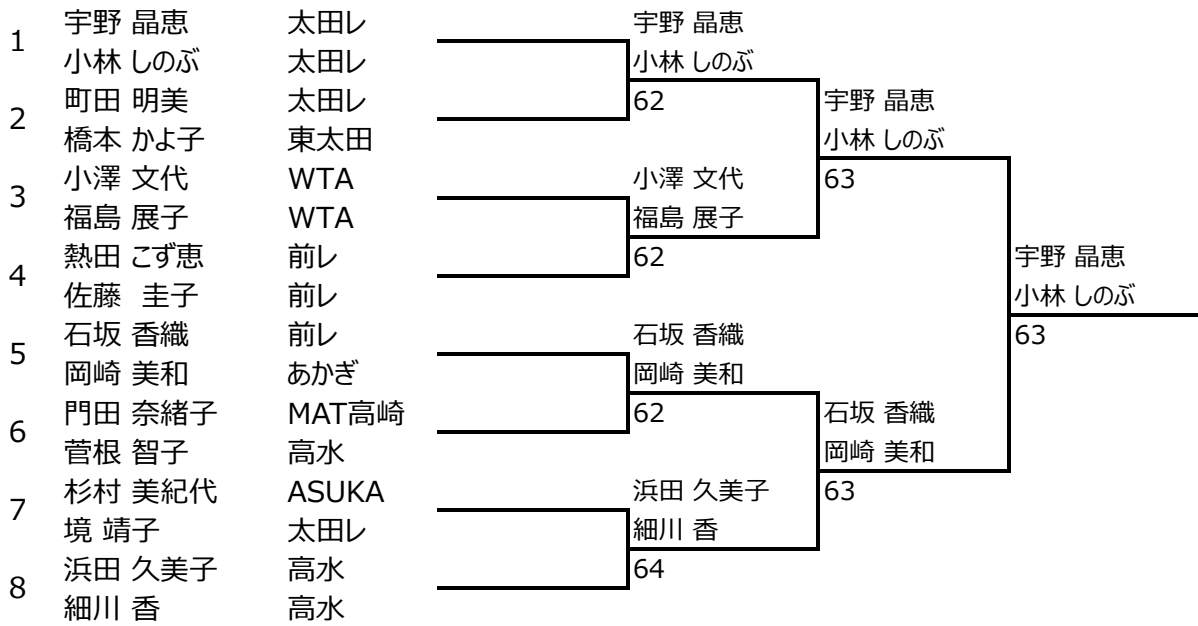 宇野 晶恵 太田レ 宇野 晶恵
1
小林 しのぶ 太田レ 小林 しのぶ
町田 明美 太田レ 62 宇野 晶恵
2
橋本 かよ子 東太田 小林 しのぶ
小澤 文代 WTA 小澤 文代 63
3
福島 展子 WTA 福島 展子
熱田 こず恵 前レ 62 宇野 晶恵
4
佐藤　圭子 前レ 小林 しのぶ
石坂 香織 前レ 石坂 香織 63
5
岡崎 美和 あかぎ 岡崎 美和
門田 奈緒子 MAT高崎 62 石坂 香織
6
菅根 智子 高水 岡崎 美和
杉村 美紀代 ASUKA 浜田 久美子 63
7
境 靖子 太田レ 細川 香
浜田 久美子 高水 64
8
細川 香 高水